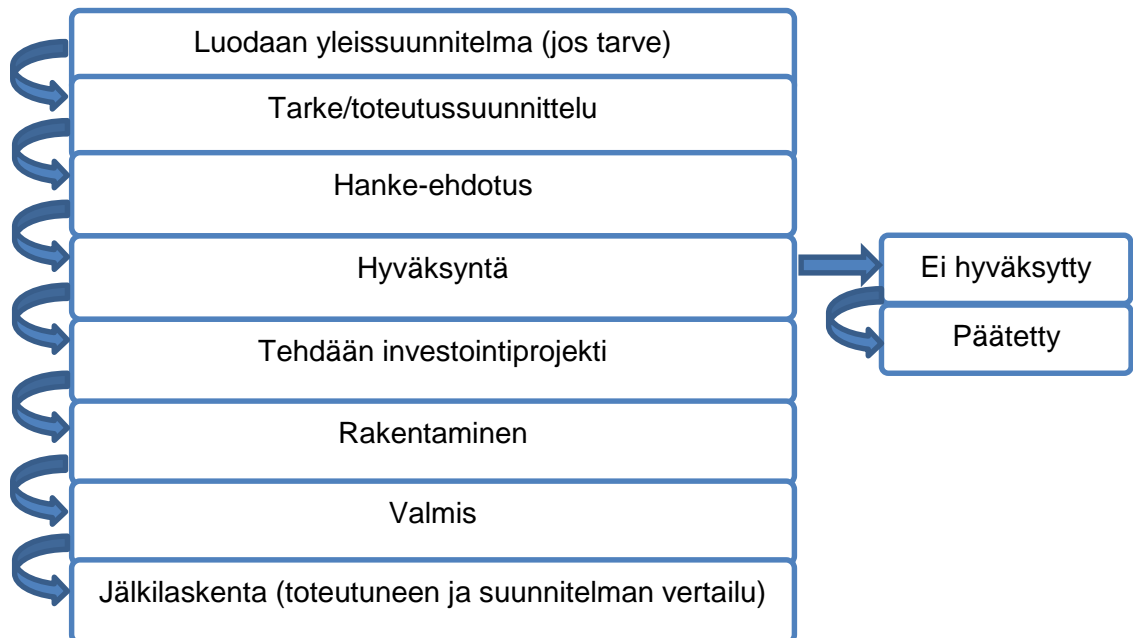 Luodaan yleissuunnitelma (jos tarve)
Tarke/toteutussuunnittelu
Hanke-ehdotus
Hyväksyntä
Ei hyväksytty
Päätetty
Tehdään investointiprojekti
Rakentaminen
Valmis
Jälkilaskenta (toteutuneen ja suunnitelman vertailu)